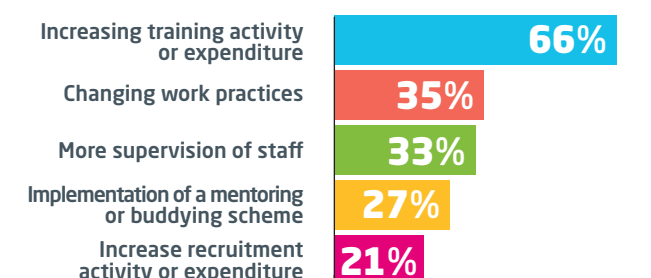 Increasing training activity
or expenditure
66%
Changing work practices
35%
More supervision of staff
33%
Implementation of a mentoring
or buddying scheme
27%
Increase recruitment
activity or expenditure
21%